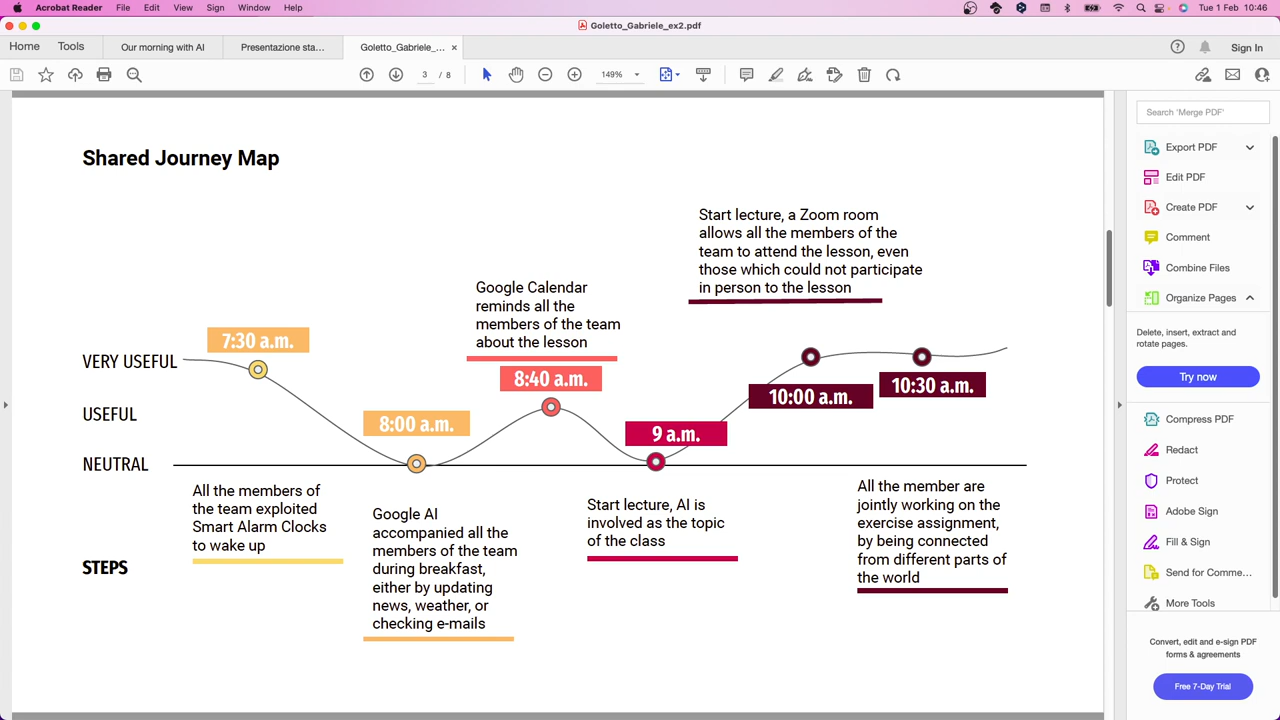 Acrobat Reader File Edit View Sign Window Help Tue 1 Feb 10:46
Goletto_Gabriele_ex2.pdf
Home Tools Our morning with AI Presentazione sta... Goletto_Gabriele_... × Sign In
3 / 8 149%
Search 'Merge PDF'
Export PDF
Edit PDF
Create PDF
Comment
Combine Files
Organize Pages
Delete, insert, extract and
rotate pages.
Try now
Compress PDF
Redact
Protect
Adobe Sign
Fill & Sign
Send for Comme...
More Tools
Convert, edit and e-sign PDF
forms & agreements
Free 7-Day Trial
Shared Journey Map
VERY USEFUL
USEFUL
NEUTRAL
STEPS
7:30 a.m.
All the members of
the team exploited
Smart Alarm Clocks
to wake up
8:00 a.m.
Google AI
accompanied all the
members of the team
during breakfast,
either by updating
news, weather, or
checking e-mails
Google Calendar
reminds all the
members of the team
about the lesson
8:40 a.m.
9 a.m.
Start lecture, AI is
involved as the topic
of the class
Start lecture, a Zoom room
allows all the members of the
team to attend the lesson, even
those which could not participate
in person to the lesson
10:00 a.m.
10:30 a.m.
All the member are
jointly working on the
exercise assignment,
by being connected
from different parts of
the world